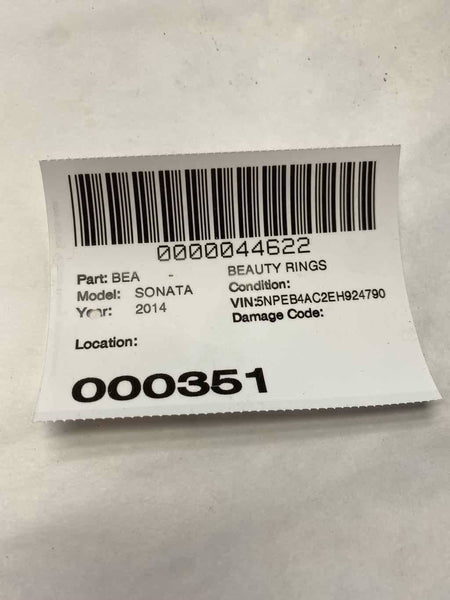 0000044622
Part: BEA - BEAUTY RINGS
Model: SONATA Condition:
Year: 2014 VIN:5NPEB4AC2EH924790
Damage Code:
Location:
000351